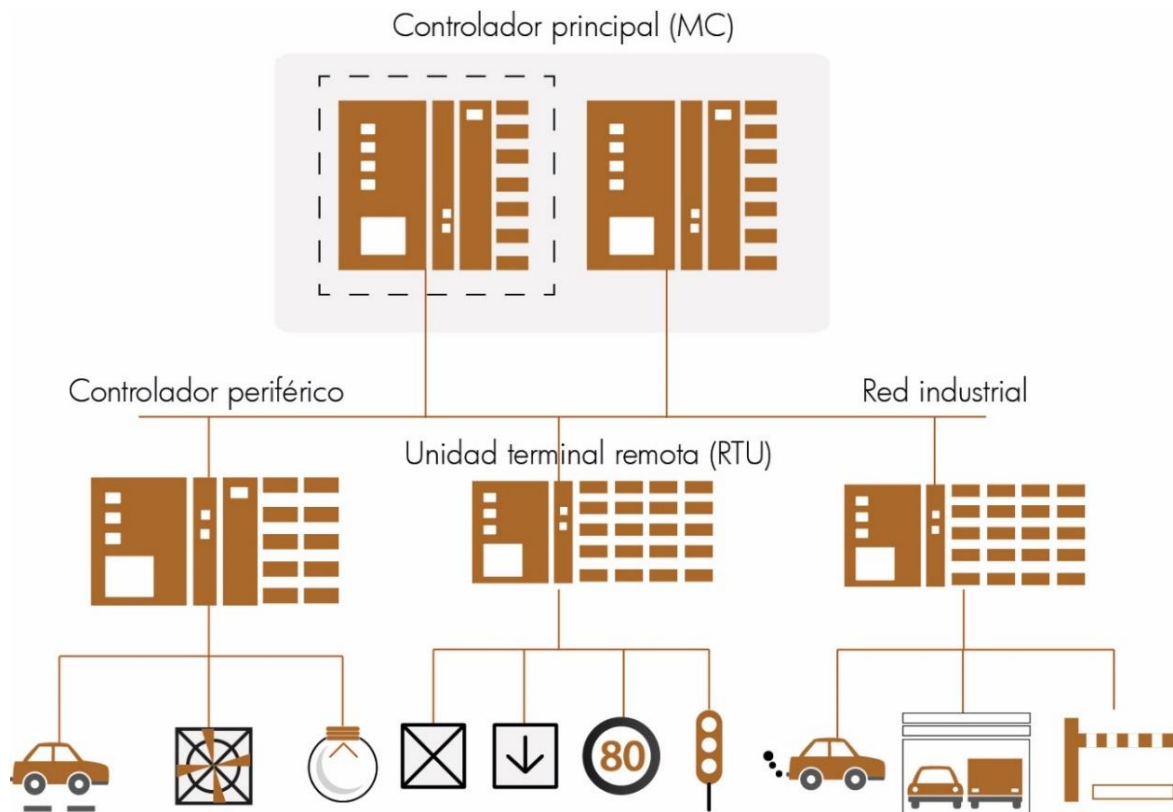 Controlador principal (MC)
Controlador periférico
Red industrial
Unidad terminal remota (RTU)
80